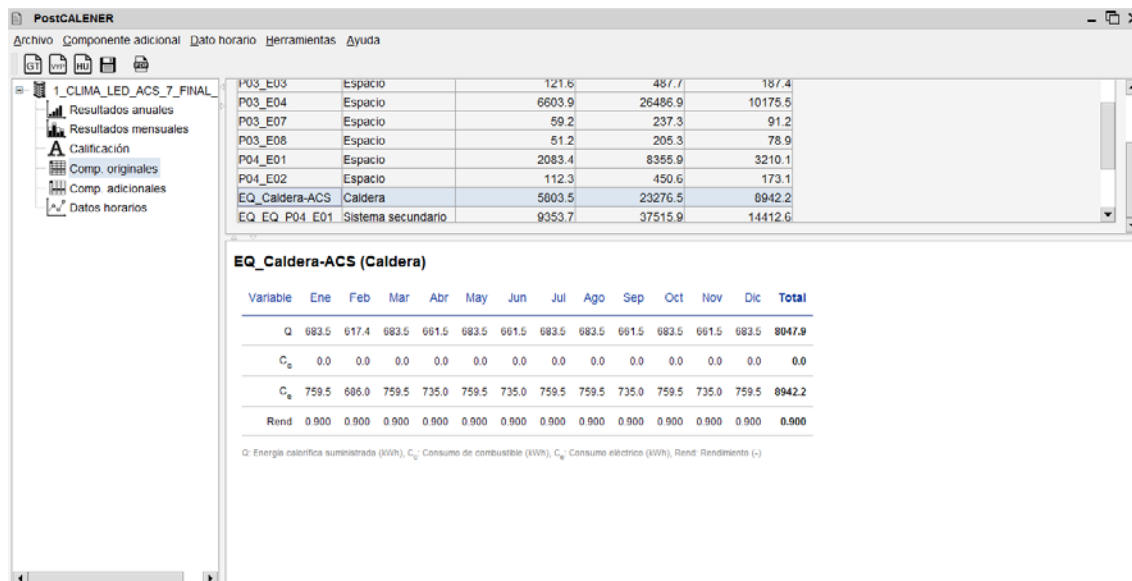 PostCALENER
Archivo Componente adicional Dato horario Herramientas Ayuda
GT VYP HU PDF
1_CLIMA_LED_ACS_7_FINAL_
Resultados anuales
Resultados mensuales
Calificación
Comp. originales
Comp. adicionales
Datos horarios
P03_E03 Espacio 121.6 487.7 187.4
P03_E04 Espacio 6603.9 26486.9 10175.5
P03_E07 Espacio 59.2 237.3 91.2
P03_E08 Espacio 51.2 205.3 78.9
P04_E01 Espacio 2083.4 8355.9 3210.1
P04_E02 Espacio 112.3 450.6 173.1
EQ_Caldera-ACS Caldera 5803.5 23276.5 8942.2
EQ_EQ_P04_E01 Sistema secundario 9353.7 37515.9 14412.6
EQ_Caldera-ACS (Caldera)
Variable Ene Feb Mar Abr May Jun Jul Ago Sep Oct Nov Dic Total
Q 683.5 617.4 683.5 661.5 683.5 661.5 683.5 683.5 661.5 683.5 661.5 683.5 8047.9
Cc 0.0 0.0 0.0 0.0 0.0 0.0 0.0 0.0 0.0 0.0 0.0 0.0 0.0
Ce 759.5 686.0 759.5 735.0 759.5 735.0 759.5 759.5 735.0 759.5 735.0 759.5 8942.2
Rend 0.900 0.900 0.900 0.900 0.900 0.900 0.900 0.900 0.900 0.900 0.900 0.900 0.900
Q: Energía calorífica suministrada (kWh), Cc: Consumo de combustible (kWh), Ce: Consumo eléctrico (kWh), Rend: Rendimiento (-)